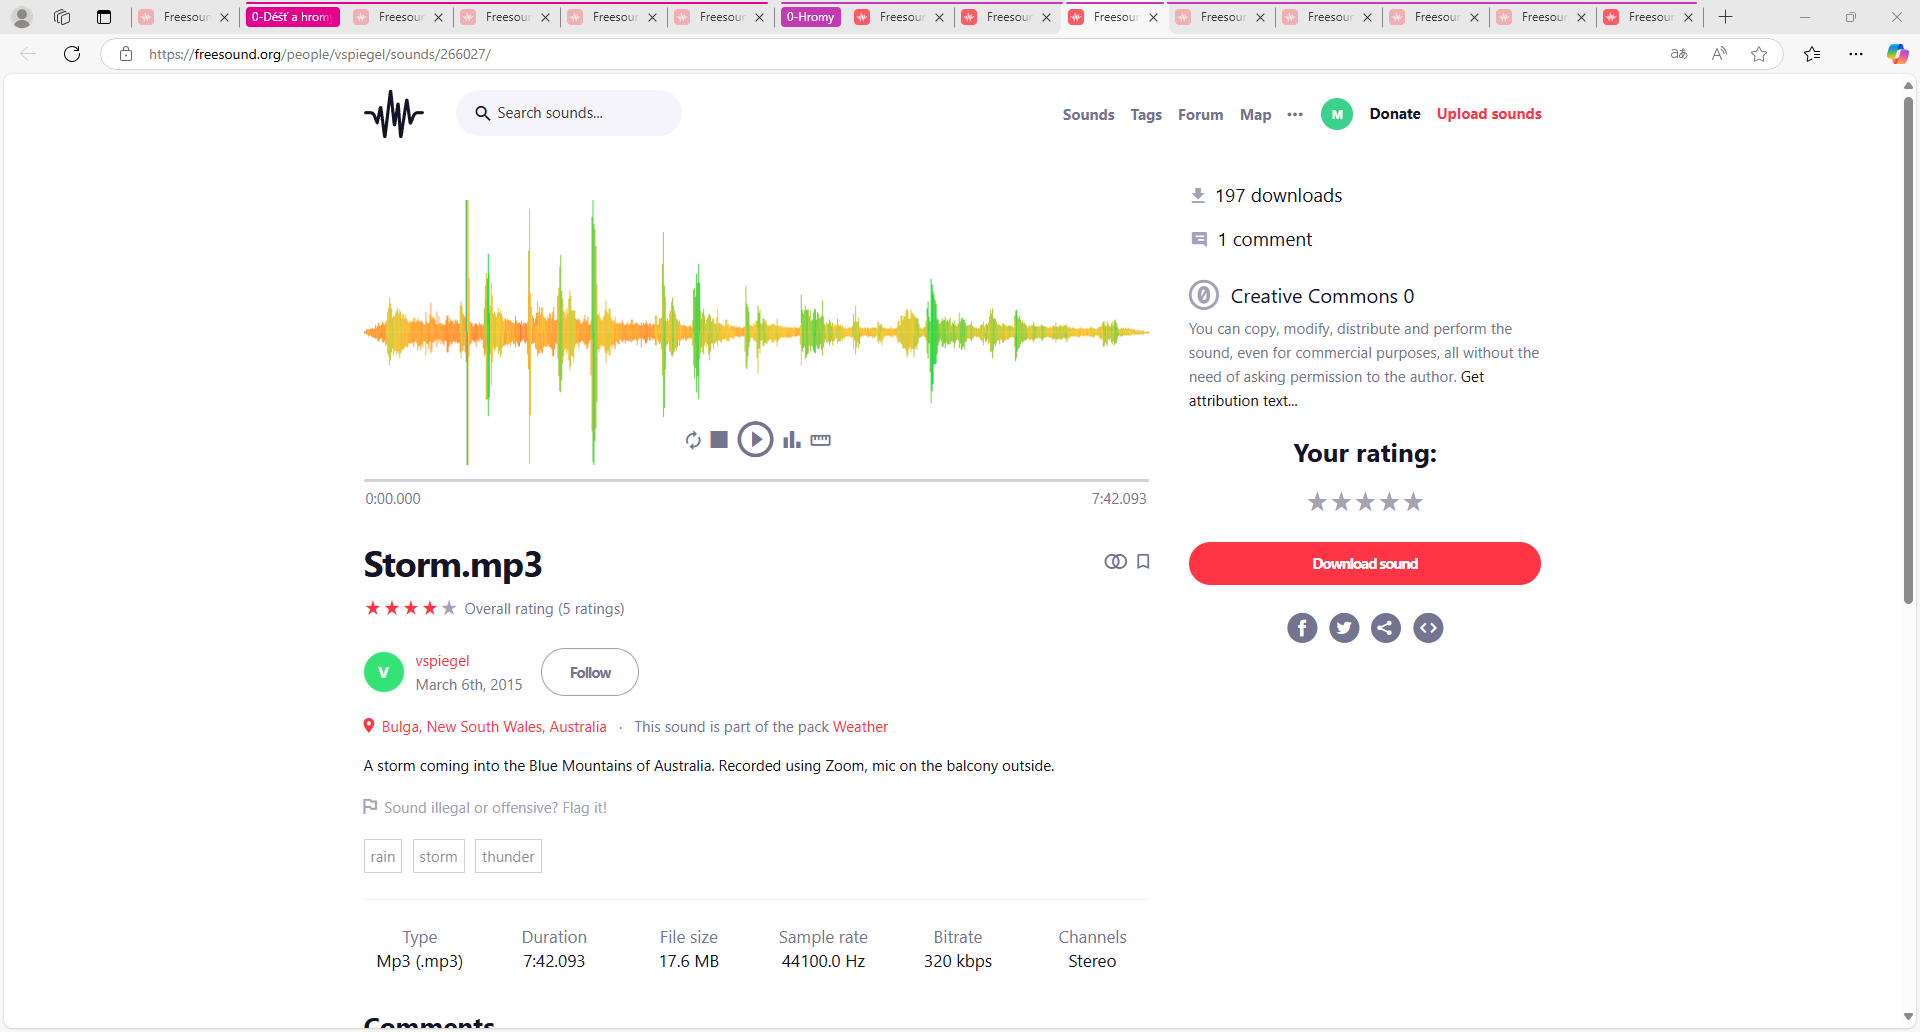 Freesour
0-Déšť a hromy
Freesour
Freesour
Freesour
Freesour
0-Hromy
Freesour
Freesour
Freesour
Freesour
Freesour
Freesour
Freesour
Freesour
https://freesound.org/people/vspiegel/sounds/266027/
Search sounds...
Sounds
Tags
Forum
Map
M
Donate
Upload sounds
197 downloads
1 comment
Creative Commons 0
You can copy, modify, distribute and perform the
sound, even for commercial purposes, all without the
need of asking permission to the author. Get
attribution text...
Your rating:
0:00.000
7:42.093
Download sound
Storm.mp3
Overall rating (5 ratings)
V
vspiegel
March 6th, 2015
Follow
Bulga, New South Wales, Australia · This sound is part of the pack Weather
A storm coming into the Blue Mountains of Australia. Recorded using Zoom, mic on the balcony outside.
Sound illegal or offensive? Flag it!
rain
storm
thunder
Type
Duration
File size
Sample rate
Bitrate
Channels
Mp3 (.mp3)
7:42.093
17.6 MB
44100.0 Hz
320 kbps
Stereo
Comments